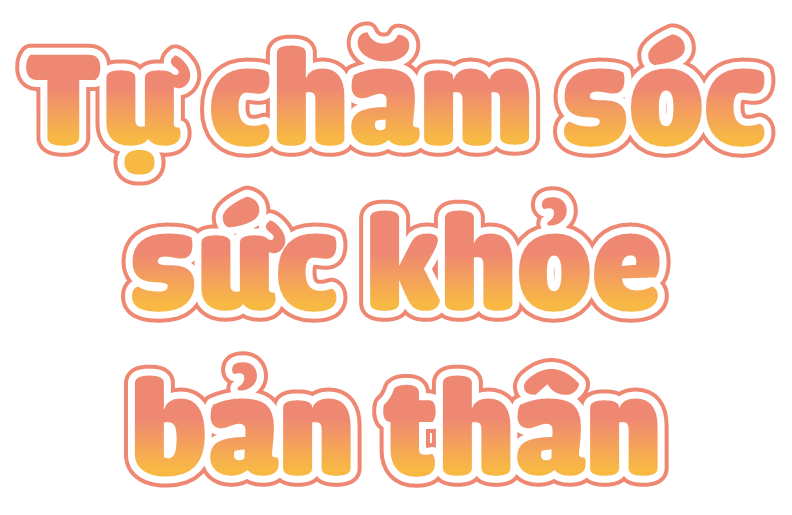 Tự chăm sóc
sức khỏe
bản thân